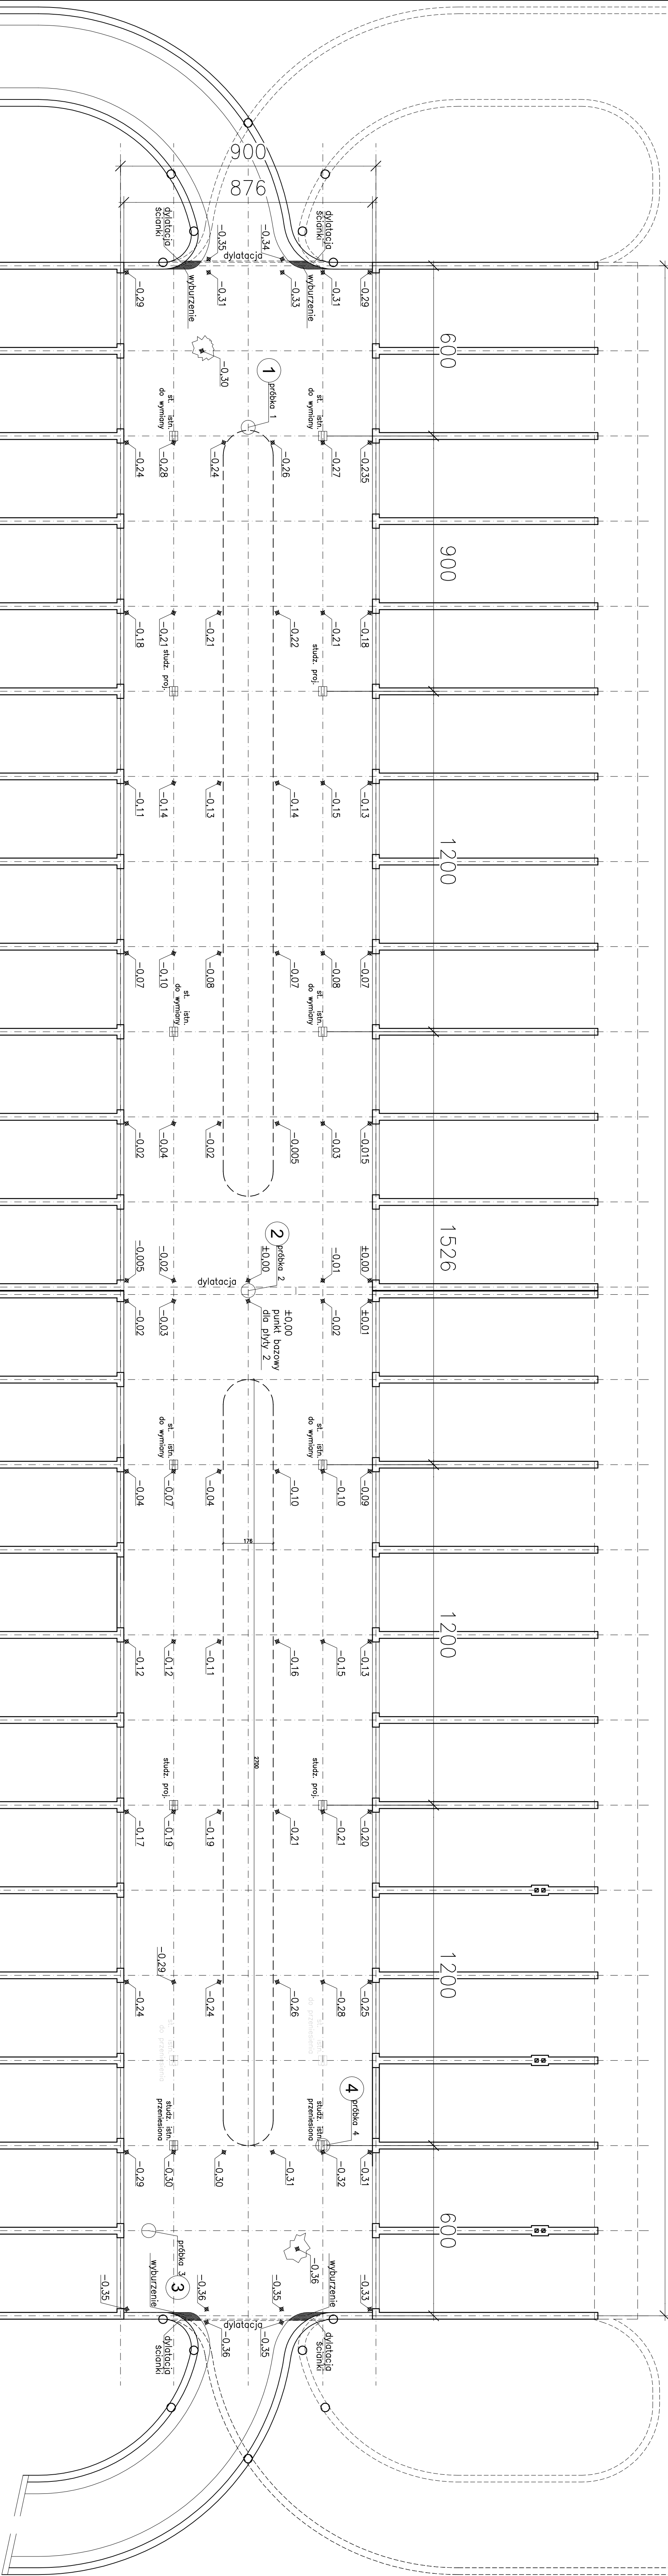 900
876
dylatacja
ścianki
dylatacja
ścianki
-0,35
-0,34
dylatacja
-0,29
wyburzenie
-0,31
-0,33
wyburzenie
-0,31
-0,29
600
-0,30
1
próbka 1
st. istn.
do wymiany
st. istn.
do wymiany
-0,24
-0,28
-0,24
-0,26
-0,27
-0,235
900
-0,18
-0,21
-0,21
-0,22
-0,21
-0,18
studz. proj.
studz. proj.
-0,11
-0,14
-0,13
-0,14
-0,15
-0,13
1200
-0,07
-0,10
-0,08
-0,07
-0,08
-0,07
st. istn.
do wymiany
st. istn.
do wymiany
-0,02
-0,04
-0,02
-0,005
-0,03
-0,015
1526
2
próbka 2
-0,005
-0,02
±0,00
-0,01
±0,00
dylatacja
-0,02
-0,03
±0,00
punkt bazowy
dla płyty 2
-0,02
±0,01
st. istn.
do wymiany
st. istn.
do wymiany
-0,04
-0,07
-0,04
-0,10
-0,10
-0,09
176
1200
-0,12
-0,12
-0,11
-0,16
-0,15
-0,13
2700
studz. proj.
studz. proj.
-0,17
-0,19
-0,19
-0,21
-0,21
-0,20
1200
-0,29
-0,24
-0,24
-0,26
-0,28
-0,25
st. istn.
do przeniesienia
st. istn.
do przeniesienia
4
próbka 4
studz. istn.
przeniesiona
studz. istn.
przeniesiona
-0,29
-0,30
-0,30
-0,31
-0,32
-0,31
600
próbka 3
3
-0,36
wyburzenie
wyburzenie
-0,35
-0,36
-0,35
-0,33
dylatacja
-0,36
-0,35
dylatacja
ścianki
dylatacja
ścianki